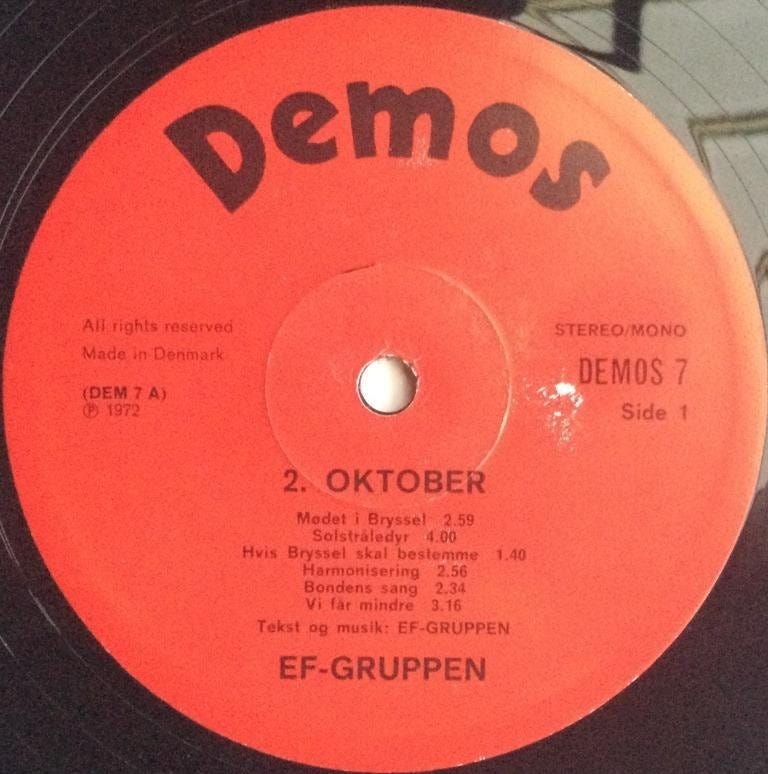 Demos
All rights reserved
Made in Denmark
(DEM 7 A)
℗ 1972
STEREO/MONO
DEMOS 7
Side 1
2. OKTOBER
Mødet i Bryssel 2.59
Solstråledyr 4.00
Hvis Bryssel skal bestemme 1.40
Harmonisering 2.56
Bondens sang 2.34
Vi får mindre 3.16
Tekst og musik: EF-GRUPPEN
EF-GRUPPEN